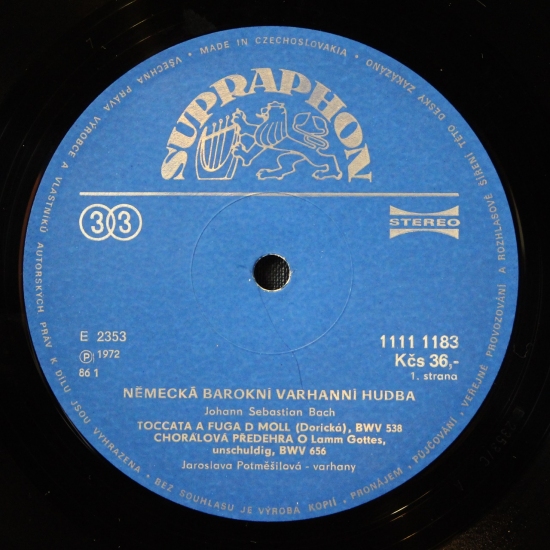 • MADE IN CZECHOSLOVAKIA •
SUPRAPHON
33
STEREO
E 2353
Ⓟ 1972
86 1
1111 1183
Kčs 36,-
1. strana
NĚMECKÁ BAROKNÍ VARHANNÍ HUDBA
Johann Sebastian Bach
TOCCATA A FUGA D MOLL (Dorická), BWV 538
CHORÁLOVÁ PŘEDEHRA O Lamm Gottes,
unschuldig, BWV 656
Jaroslava Potměšilová - varhany
VŠECHNA PRÁVA VÝROBCE A VLASTNÍKŮ AUTORSKÝCH PRÁV K DÍLU JSOU VYHRAZENA • BEZ SOUHLASU JE VÝROBA KOPIÍ • PRONÁJEM • PŮJČOVÁNÍ • VEŘEJNÉ PROVOZOVÁNÍ A ROZHLASOVÉ ŠÍŘENÍ TÉTO DESKY ZAKÁZÁNO